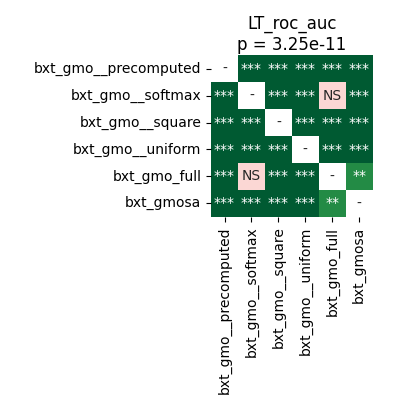 LT_roc_auc
p = 3.25e-11
bxt_gmo__precomputed - *** *** *** *** ***
bxt_gmo__softmax *** - *** *** NS ***
bxt_gmo__square *** *** - *** *** ***
bxt_gmo__uniform *** *** *** - *** ***
bxt_gmo_full *** NS *** *** - **
bxt_gmosa *** *** *** *** ** -
bxt_gmo__precomputed
bxt_gmo__softmax
bxt_gmo__square
bxt_gmo__uniform
bxt_gmo_full
bxt_gmosa